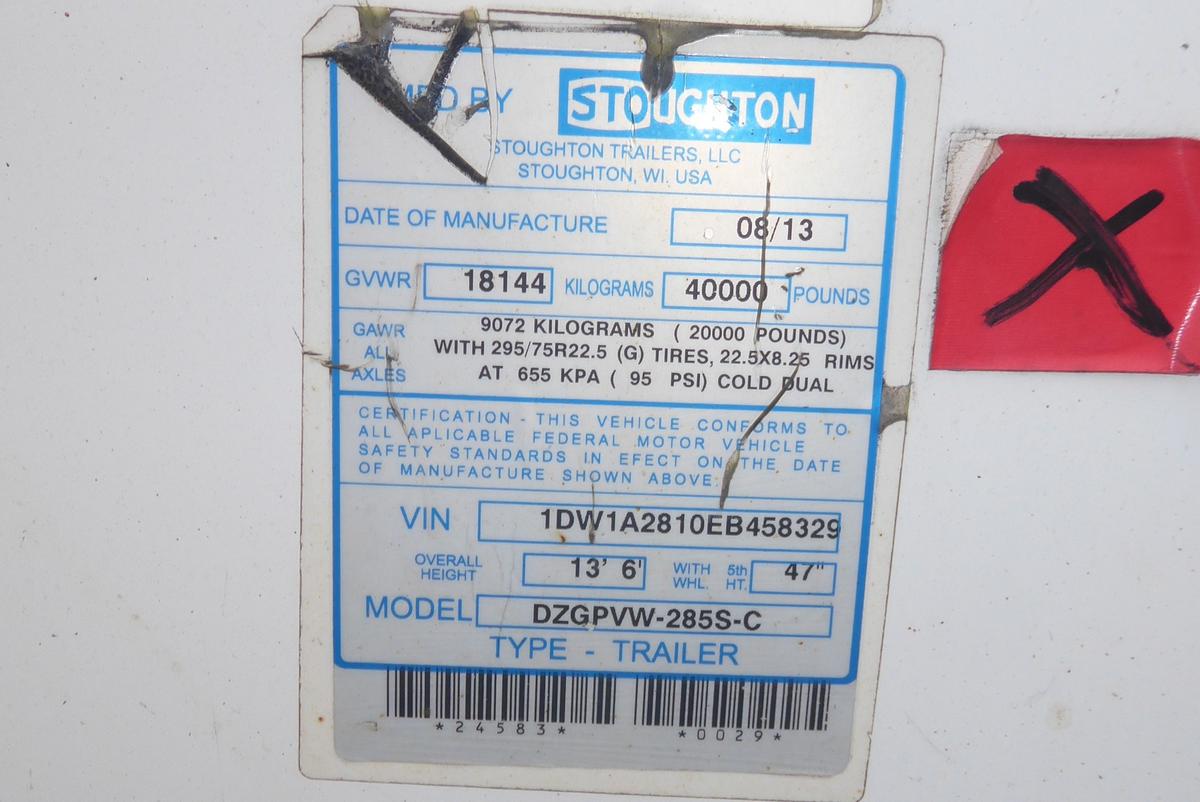 MFD BY STOUGHTON
STOUGHTON TRAILERS, LLC
STOUGHTON, WI. USA
DATE OF MANUFACTURE 08/13
GVWR 18144 KILOGRAMS 40000 POUNDS
GAWR ALL AXLES
9072 KILOGRAMS ( 20000 POUNDS)
WITH 295/75R22.5 (G) TIRES, 22.5X8.25 RIMS
AT 655 KPA ( 95 PSI) COLD DUAL
CERTIFICATION - THIS VEHICLE CONFORMS TO
ALL APLICABLE FEDERAL MOTOR VEHICLE
SAFETY STANDARDS IN EFECT ON THE DATE
OF MANUFACTURE SHOWN ABOVE.
VIN 1DW1A2810EB458329
OVERALL HEIGHT 13' 6' WITH 5th WHL. HT. 47"
MODEL DZGPVW-285S-C
TYPE - TRAILER
*24583* *0029*
X